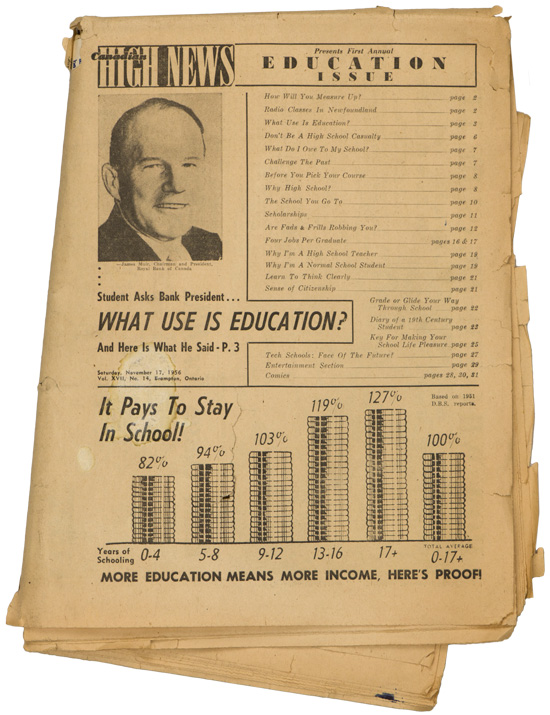 Canadian
HIGH NEWS
Presents First Annual
EDUCATION
ISSUE
How Will You Measure Up? page 2
Radio Classes In Newfoundland page 2
What Use Is Education? page 3
Don't Be A High School Casualty page 6
What Do I Owe To My School? page 7
Challenge The Past page 7
Before You Pick Your Course page 8
Why High School? page 8
The School You Go To page 10
Scholarships page 11
Are Fads & Frills Robbing You? page 12
Four Jobs Per Graduate pages 16 & 17
Why I'm A High School Teacher page 18
Why I'm A Normal School Student page 19
Learn To Think Clearly page 21
Sense of Citizenship page 21
Grade or Glide Your Way
Through School page 22
Diary of a 19th Century
Student page 23
Key For Making Your
School Life Pleasure page 25
Tech Schools: Face Of The Future? page 27
Entertainment Section page 29
Comics pages 28, 30, 31
—James Muir, Chairman and President,
Royal Bank of Canada
Student Asks Bank President...
WHAT USE IS EDUCATION?
And Here Is What He Said - P. 3
Saturday, November 17, 1956
Vol. XVII, No. 14, Brampton, Ontario
It Pays To Stay
In School!
Based on 1951
D.B.S. reports.
82% 94% 103% 119% 127% 100%
TOTAL AVERAGE
Years of
Schooling 0-4 5-8 9-12 13-16 17+ 0-17+
MORE EDUCATION MEANS MORE INCOME, HERE'S PROOF!